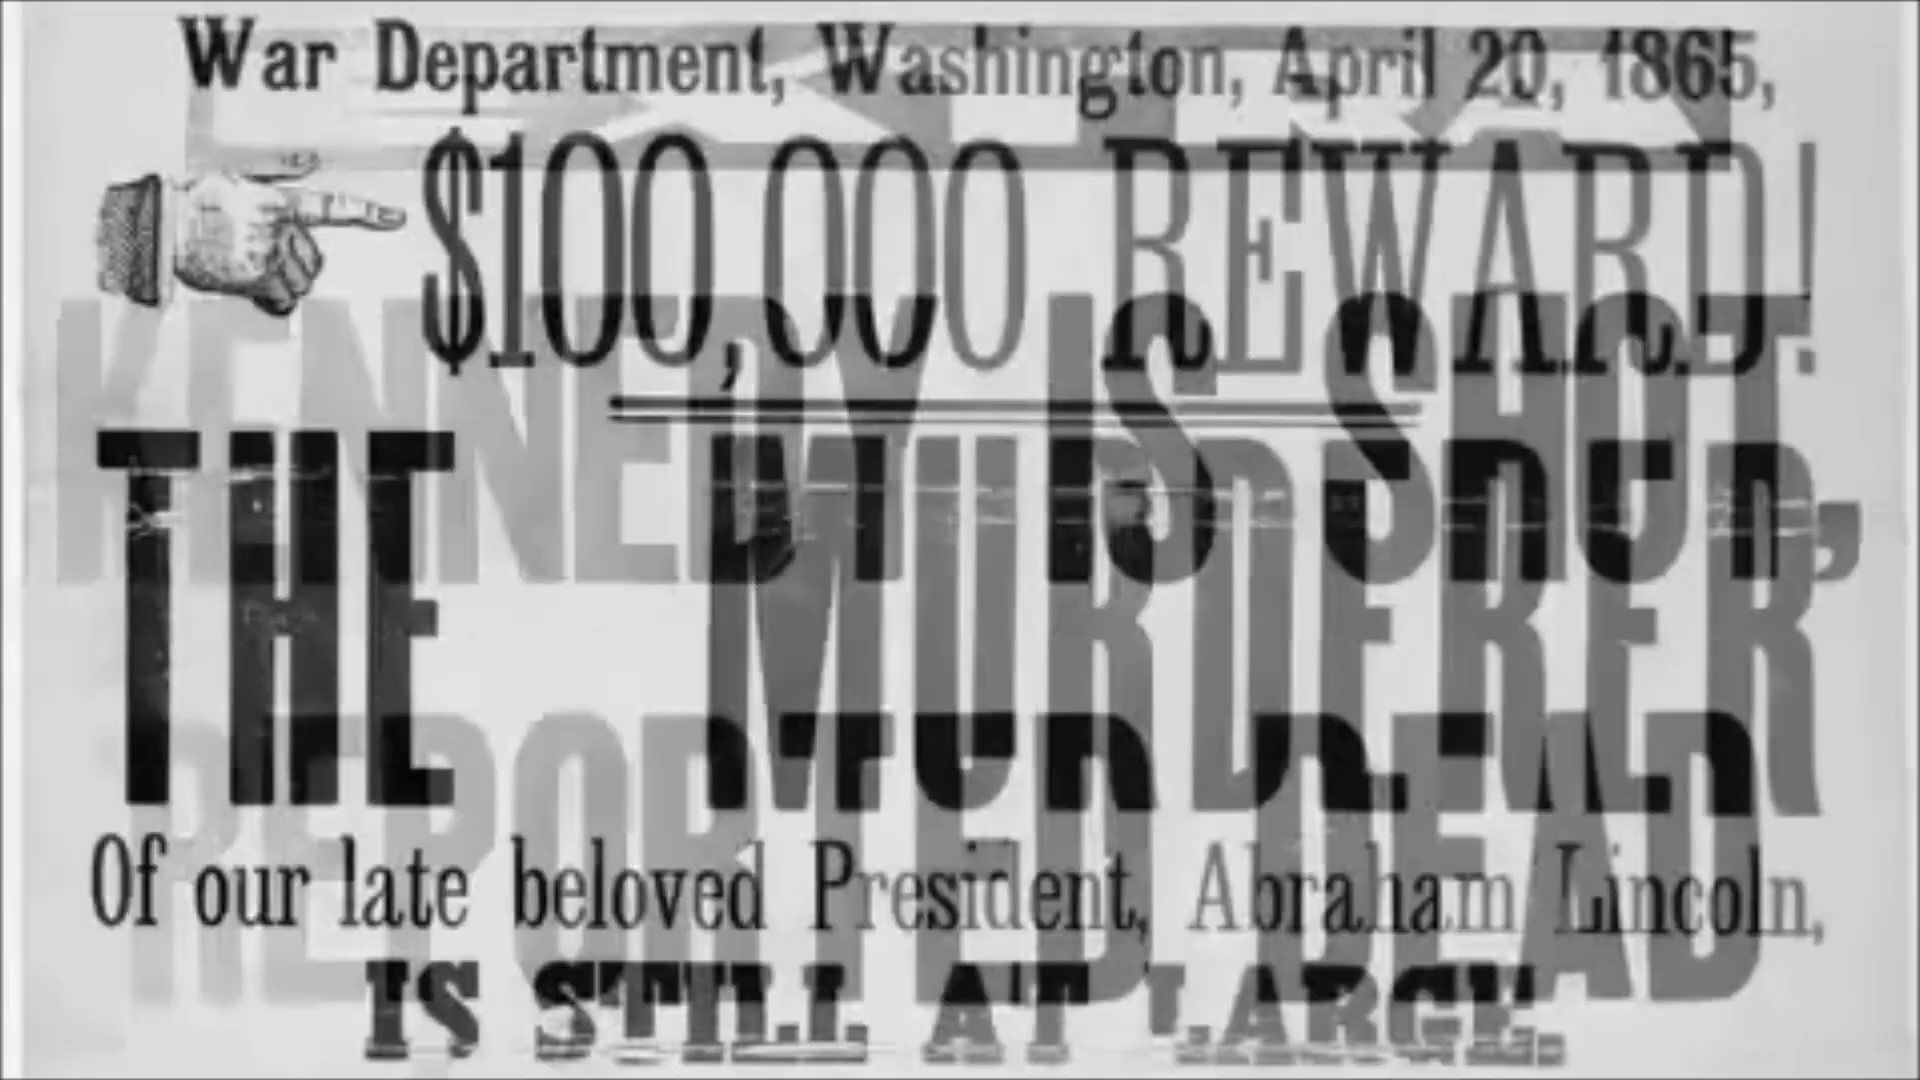 War Department, Washington, April 20, 1865,
$100,000 REWARD!
KENNEDY IS SHOT,
THE MURDERER
REPORTED DEAD
Of our late beloved President, Abraham Lincoln,
IS STILL AT LARGE.